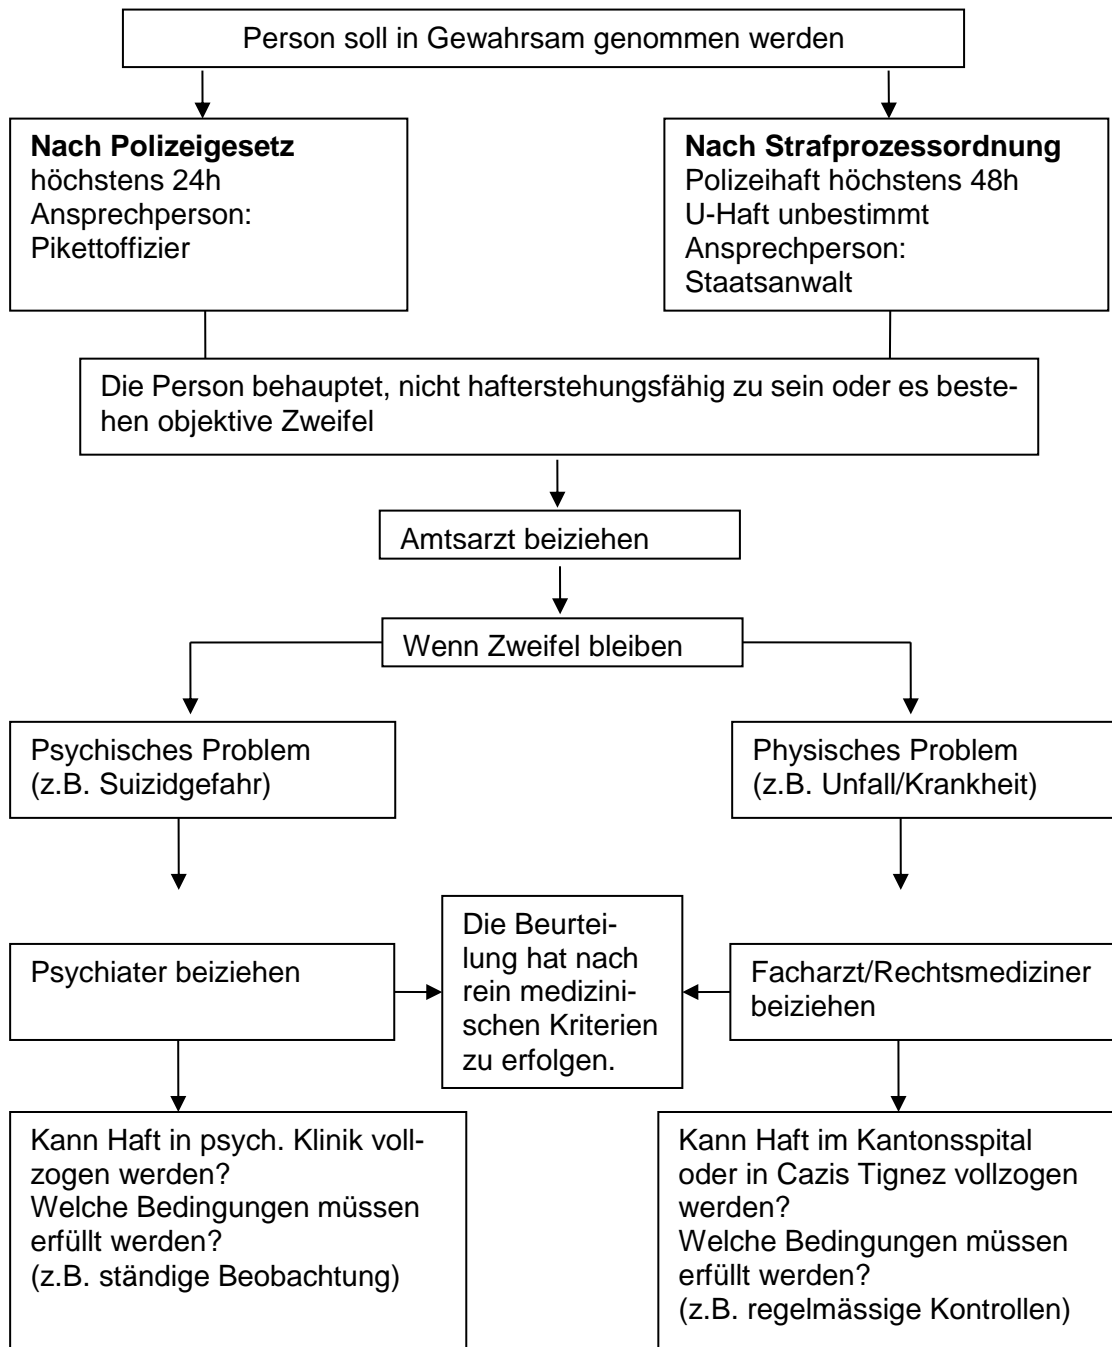 Person soll in Gewahrsam genommen werden
Nach Polizeigesetz
höchstens 24h
Ansprechperson:
Pikettoffizier
Nach Strafprozessordnung
Polizeihaft höchstens 48h
U-Haft unbestimmt
Ansprechperson:
Staatsanwalt
Die Person behauptet, nicht hafterstehungsfähig zu sein oder es beste-
hen objektive Zweifel
Amtsarzt beiziehen
Wenn Zweifel bleiben
Psychisches Problem
(z.B. Suizidgefahr)
Physisches Problem
(z.B. Unfall/Krankheit)
Psychiater beiziehen
Die Beurtei-
lung hat nach
rein medizini-
schen Kriterien
zu erfolgen.
Facharzt/Rechtsmediziner
beiziehen
Kann Haft in psych. Klinik voll-
zogen werden?
Welche Bedingungen müssen
erfüllt werden?
(z.B. ständige Beobachtung)
Kann Haft im Kantonsspital
oder in Cazis Tignez vollzogen
werden?
Welche Bedingungen müssen
erfüllt werden?
(z.B. regelmässige Kontrollen)